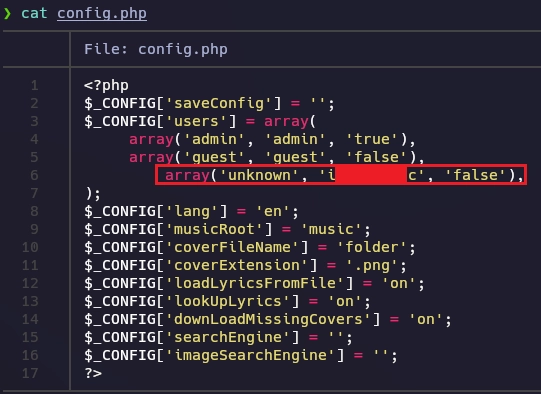 ❯ cat config.php
File: config.php
1 <?php
2 $_CONFIG['saveConfig'] = '';
3 $_CONFIG['users'] = array(
4 array('admin', 'admin', 'true'),
5 array('guest', 'guest', 'false'),
6 array('unknown', 'i c', 'false'),
7 );
8 $_CONFIG['lang'] = 'en';
9 $_CONFIG['musicRoot'] = 'music';
10 $_CONFIG['coverFileName'] = 'folder';
11 $_CONFIG['coverExtension'] = '.png';
12 $_CONFIG['loadLyricsFromFile'] = 'on';
13 $_CONFIG['lookUpLyrics'] = 'on';
14 $_CONFIG['downLoadMissingCovers'] = 'on';
15 $_CONFIG['searchEngine'] = '';
16 $_CONFIG['imageSearchEngine'] = '';
17 ?>